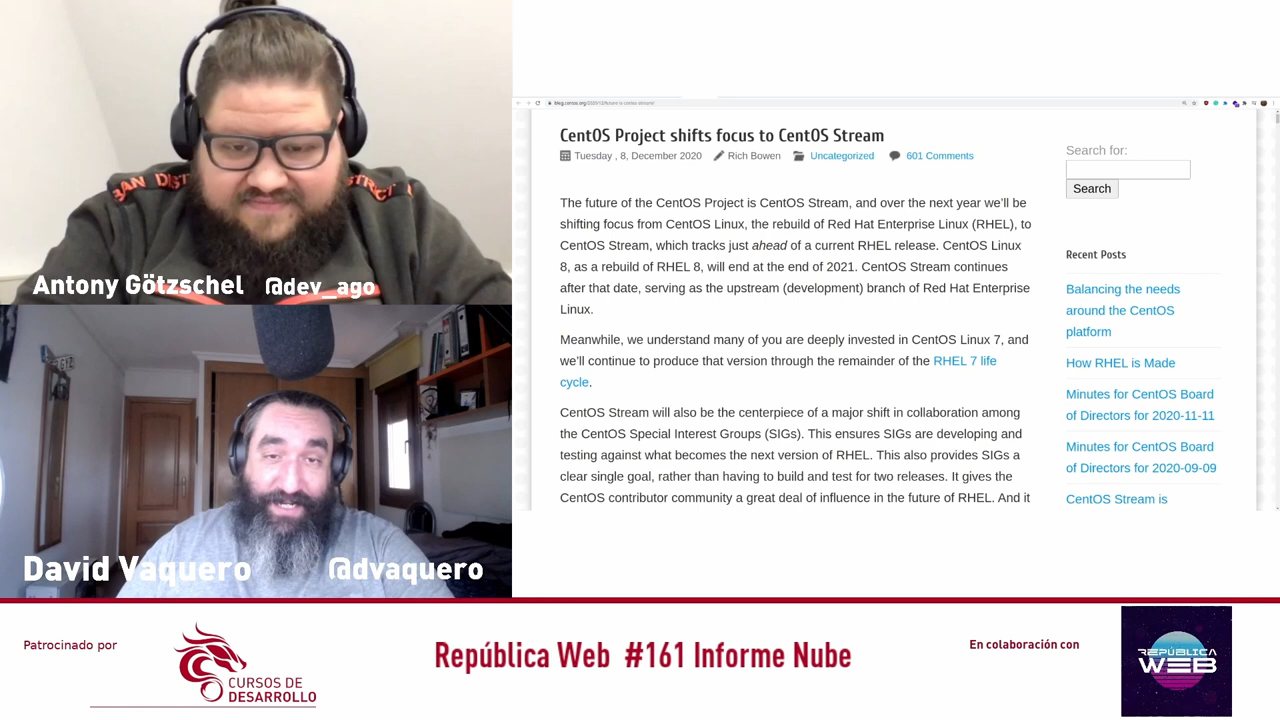 BAN DIST
STRICT
Antony Götzschel @dev_ago
David Vaquero @dvaquero
blog.centos.org/2020/12/future-is-centos-stream/
CentOS Project shifts focus to CentOS Stream
Tuesday , 8, December 2020 Rich Bowen Uncategorized 601 Comments
The future of the CentOS Project is CentOS Stream, and over the next year we’ll be
shifting focus from CentOS Linux, the rebuild of Red Hat Enterprise Linux (RHEL), to
CentOS Stream, which tracks just ahead of a current RHEL release. CentOS Linux
8, as a rebuild of RHEL 8, will end at the end of 2021. CentOS Stream continues
after that date, serving as the upstream (development) branch of Red Hat Enterprise
Linux.
Meanwhile, we understand many of you are deeply invested in CentOS Linux 7, and
we’ll continue to produce that version through the remainder of the RHEL 7 life
cycle.
CentOS Stream will also be the centerpiece of a major shift in collaboration among
the CentOS Special Interest Groups (SIGs). This ensures SIGs are developing and
testing against what becomes the next version of RHEL. This also provides SIGs a
clear single goal, rather than having to build and test for two releases. It gives the
CentOS contributor community a great deal of influence in the future of RHEL. And it
Search for:
Search
Recent Posts
Balancing the needs
around the CentOS
platform
How RHEL is Made
Minutes for CentOS Board
of Directors for 2020-11-11
Minutes for CentOS Board
of Directors for 2020-09-09
CentOS Stream is
Patrocinado por
CURSOS DE
DESARROLLO
República Web #161 Informe Nube
En colaboración con
REPÚBLICA
WEB